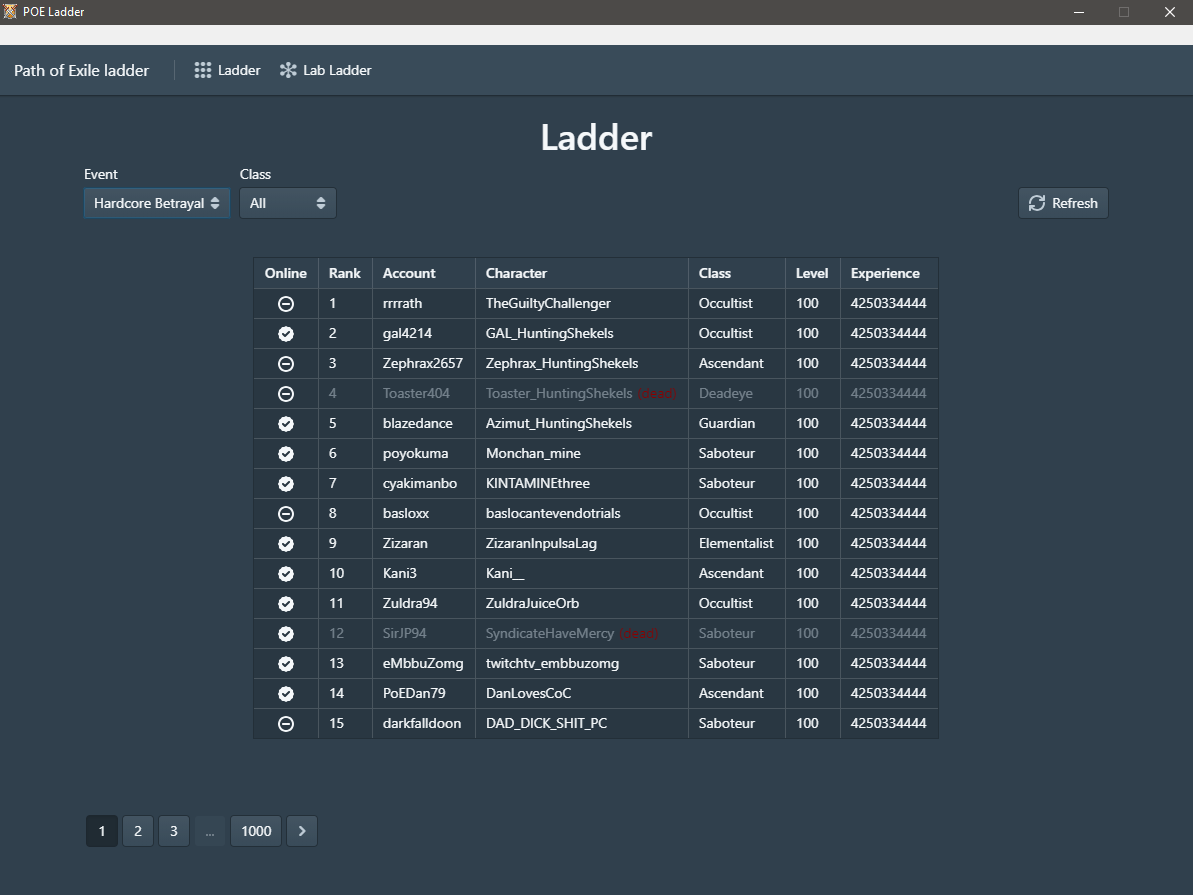 POE Ladder
Path of Exile ladder Ladder Lab Ladder
Ladder
Event Class
Hardcore Betrayal All Refresh
Online Rank Account Character Class Level Experience
1 rrrrath TheGuiltyChallenger Occultist 100 4250334444
2 gal4214 GAL_HuntingShekels Occultist 100 4250334444
3 Zephrax2657 Zephrax_HuntingShekels Ascendant 100 4250334444
4 Toaster404 Toaster_HuntingShekels (dead) Deadeye 100 4250334444
5 blazedance Azimut_HuntingShekels Guardian 100 4250334444
6 poyokuma Monchan_mine Saboteur 100 4250334444
7 cyakimanbo KINTAMINEthree Saboteur 100 4250334444
8 basloxx baslocantevendotrials Occultist 100 4250334444
9 Zizaran ZizaranInpulsaLag Elementalist 100 4250334444
10 Kani3 Kani__ Ascendant 100 4250334444
11 Zuldra94 ZuldraJuiceOrb Occultist 100 4250334444
12 SirJP94 SyndicateHaveMercy (dead) Saboteur 100 4250334444
13 eMbbuZomg twitchtv_embbuzomg Saboteur 100 4250334444
14 PoEDan79 DanLovesCoC Ascendant 100 4250334444
15 darkfalldoon DAD_DICK_SHIT_PC Saboteur 100 4250334444
1 2 3 ... 1000